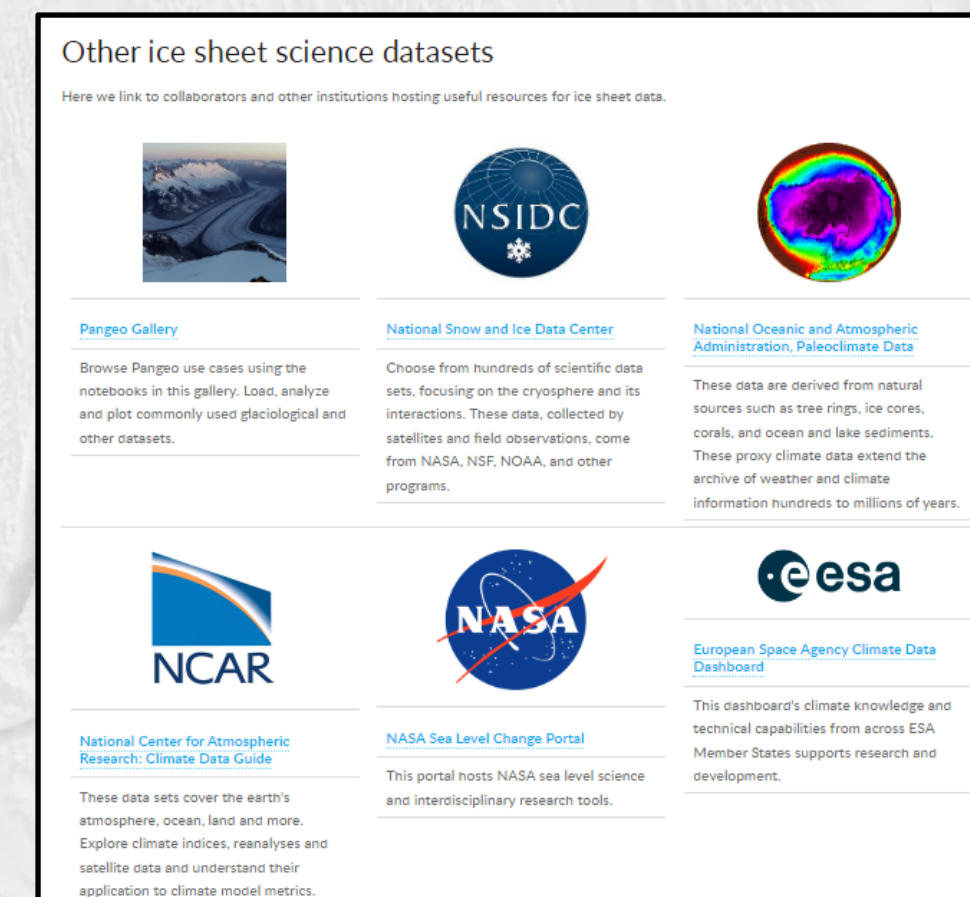 Other ice sheet science datasets
Here we link to collaborators and other institutions hosting useful resources for ice sheet data.
NSIDC
Pangeo Gallery
Browse Pangeo use cases using the
notebooks in this gallery. Load, analyze
and plot commonly used glaciological and
other datasets.
National Snow and Ice Data Center
Choose from hundreds of scientific data
sets, focusing on the cryosphere and its
interactions. These data, collected by
satellites and field observations, come
from NASA, NSF, NOAA, and other
programs.
National Oceanic and Atmospheric
Administration, Paleoclimate Data
These data are derived from natural
sources such as tree rings, ice cores,
corals, and ocean and lake sediments.
These proxy climate data extend the
archive of weather and climate
information hundreds to millions of years.
NCAR
National Center for Atmospheric
Research: Climate Data Guide
These data sets cover the earth's
atmosphere, ocean, land and more.
Explore climate indices, reanalyses and
satellite data and understand their
application to climate model metrics.
NASA
NASA Sea Level Change Portal
This portal hosts NASA sea level science
and interdisciplinary research tools.
esa
European Space Agency Climate Data
Dashboard
This dashboard's climate knowledge and
technical capabilities from across ESA
Member States supports research and
development.